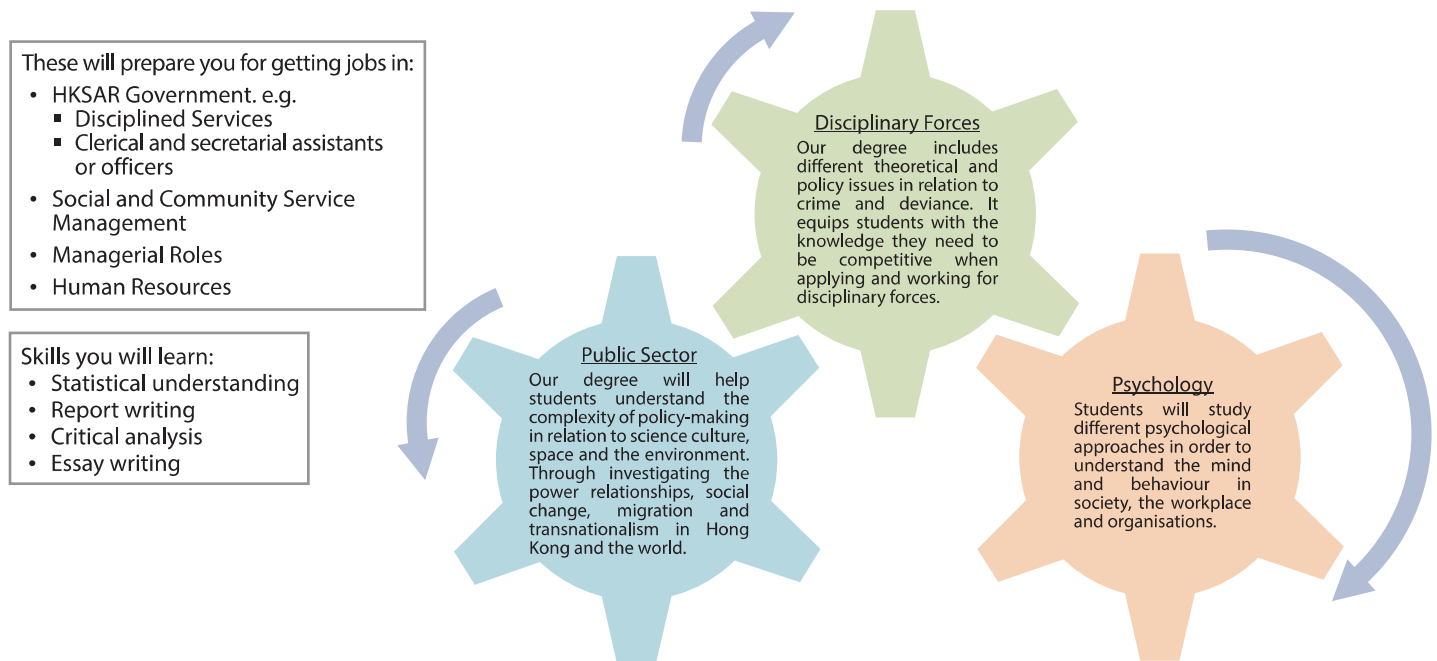 These will prepare you for getting jobs in:
• HKSAR Government. e.g.
▪ Disciplined Services
▪ Clerical and secretarial assistants
or officers
• Social and Community Service
Management
• Managerial Roles
• Human Resources
Skills you will learn:
• Statistical understanding
• Report writing
• Critical analysis
• Essay writing
Public Sector
Our degree will help
students understand the
complexity of policy-making
in relation to science culture,
space and the environment.
Through investigating the
power relationships, social
change, migration and
transnationalism in Hong
Kong and the world.
Disciplinary Forces
Our degree includes
different theoretical and
policy issues in relation to
crime and deviance. It
equips students with the
knowledge they need to
be competitive when
applying and working for
disciplinary forces.
Psychology
Students will study
different psychological
approaches in order to
understand the mind
and behaviour in
society, the workplace
and organisations.